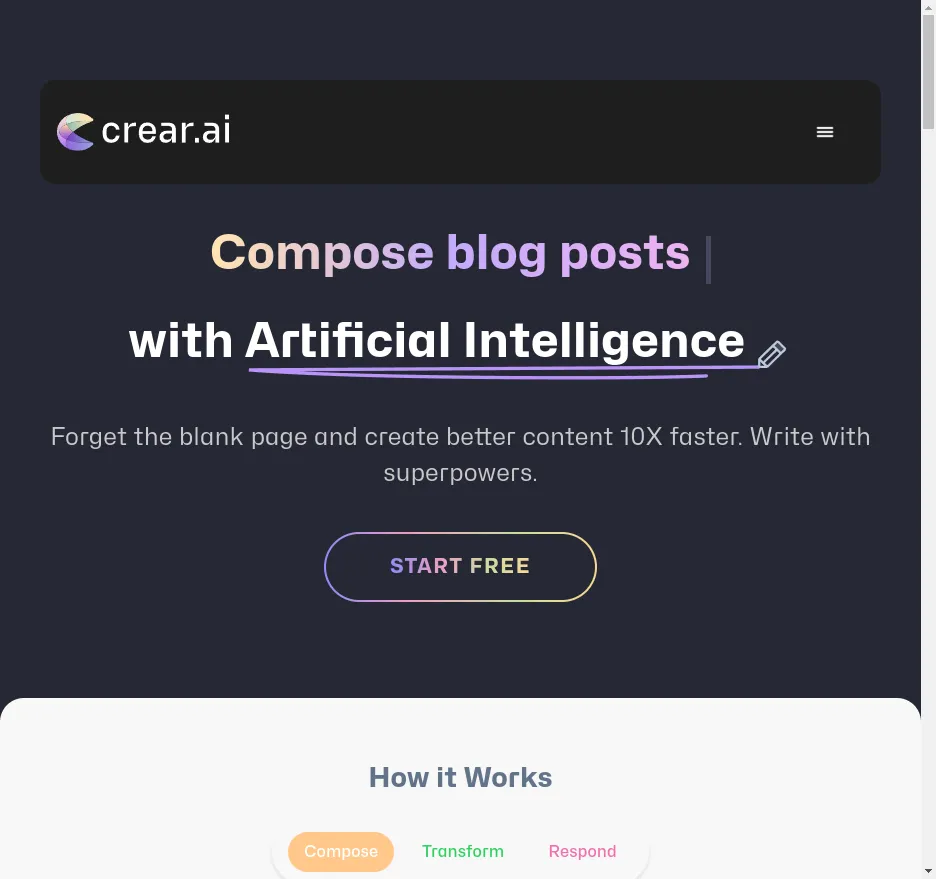 crear.ai
Compose blog posts
with Artificial Intelligence
Forget the blank page and create better content 10X faster. Write with
superpowers.
START FREE
How it Works
Compose Transform Respond